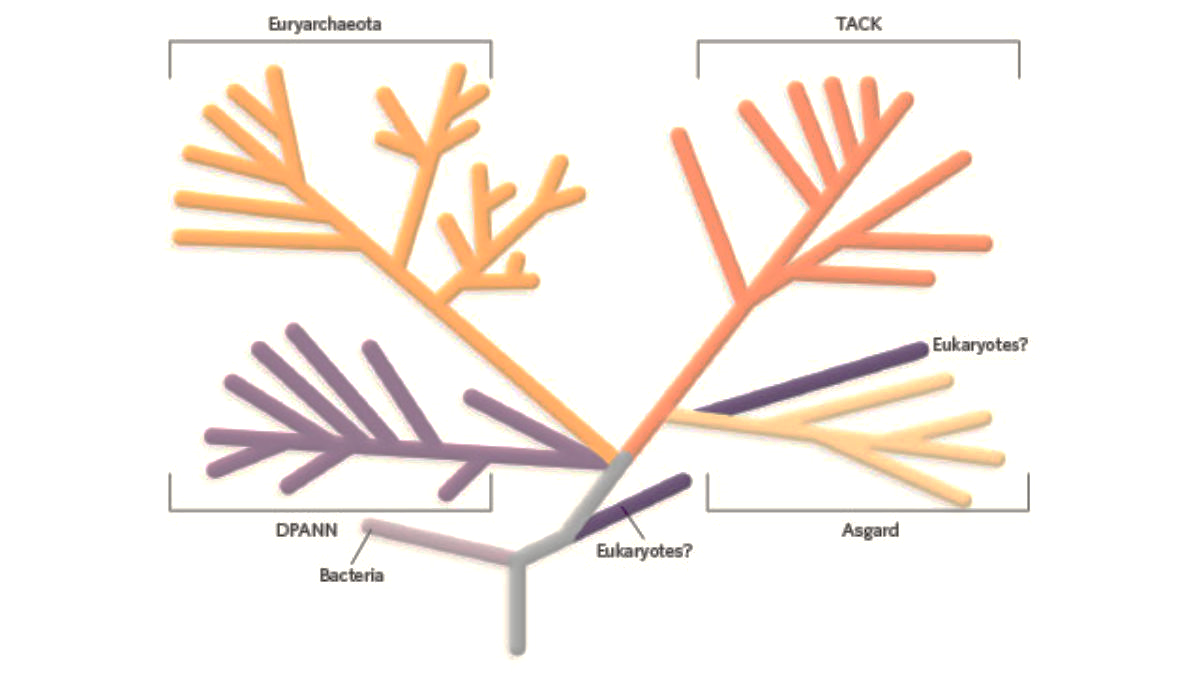 Euryarchaeota
TACK
Eukaryotes?
DPANN
Asgard
Eukaryotes?
Bacteria